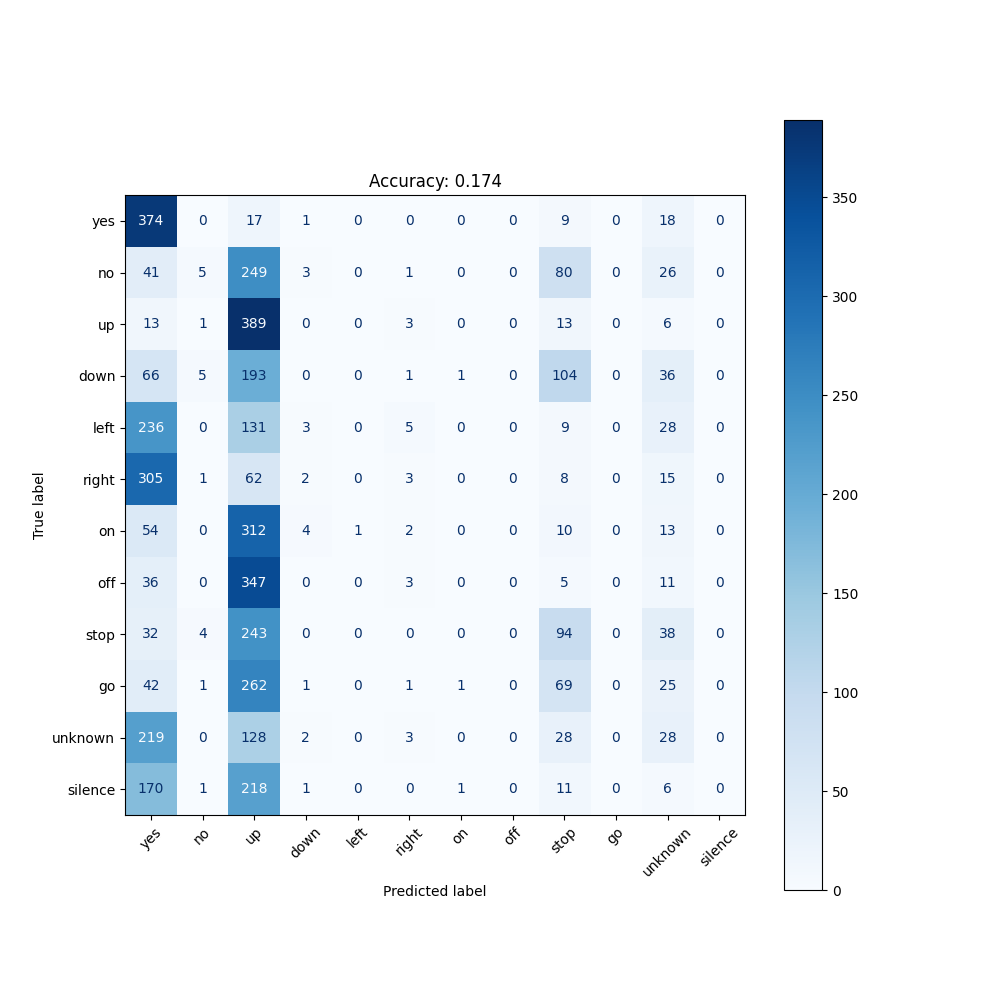 Accuracy: 0.174
yes 374 0 17 1 0 0 0 0 9 0 18 0
no 41 5 249 3 0 1 0 0 80 0 26 0
up 13 1 389 0 0 3 0 0 13 0 6 0
down 66 5 193 0 0 1 1 0 104 0 36 0
left 236 0 131 3 0 5 0 0 9 0 28 0
right 305 1 62 2 0 3 0 0 8 0 15 0
on 54 0 312 4 1 2 0 0 10 0 13 0
off 36 0 347 0 0 3 0 0 5 0 11 0
stop 32 4 243 0 0 0 0 0 94 0 38 0
go 42 1 262 1 0 1 1 0 69 0 25 0
unknown 219 0 128 2 0 3 0 0 28 0 28 0
silence 170 1 218 1 0 0 1 0 11 0 6 0
yes no up down left right on off stop go unknown silence
Predicted label
True label
350
300
250
200
150
100
50
0